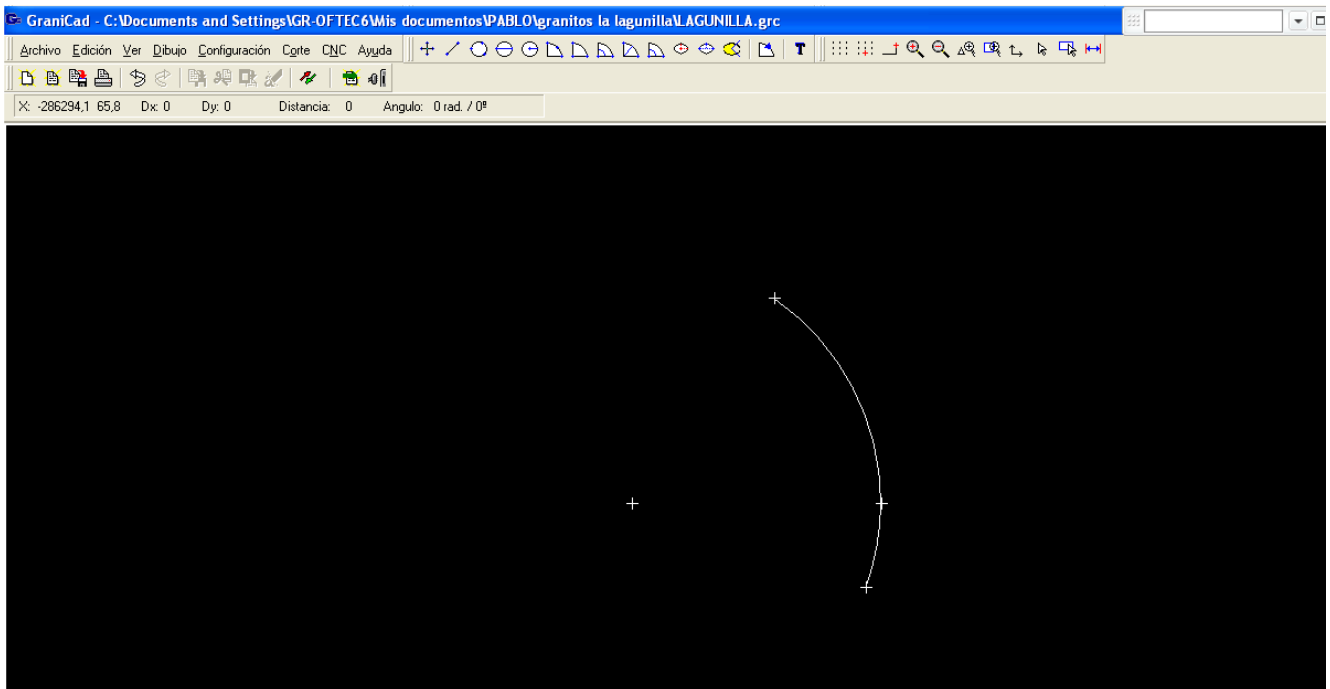 GraniCad - C:\Documents and Settings\GR-OFTEC6\Mis documentos\PABLO\granitos la lagunilla\LAGUNILLA.grc
Archivo Edición Ver Dibujo Configuración Corte CNC Ayuda T
X: -286294,1 65,8 Dx: 0 Dy: 0 Distancia: 0 Angulo: 0 rad. / 0º